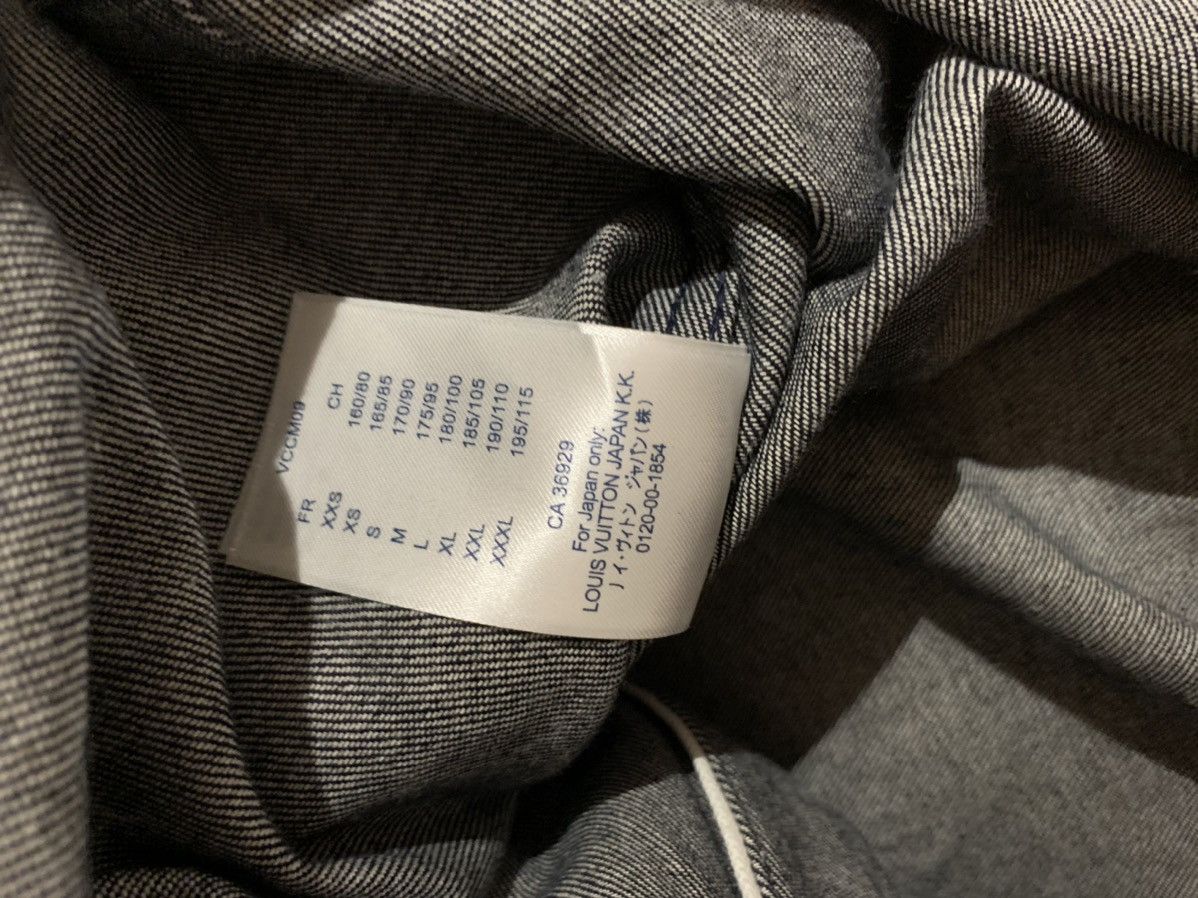 VCCM09
FR CH
XXS 160/80
XS 165/85
S 170/90
M 175/95
L 180/100
XL 185/105
XXL 190/110
XXXL 195/115
CA 36929
For Japan only:
LOUIS VUITTON JAPAN K.K.
ルイ・ヴィトン ジャパン(株)
0120-00-1854